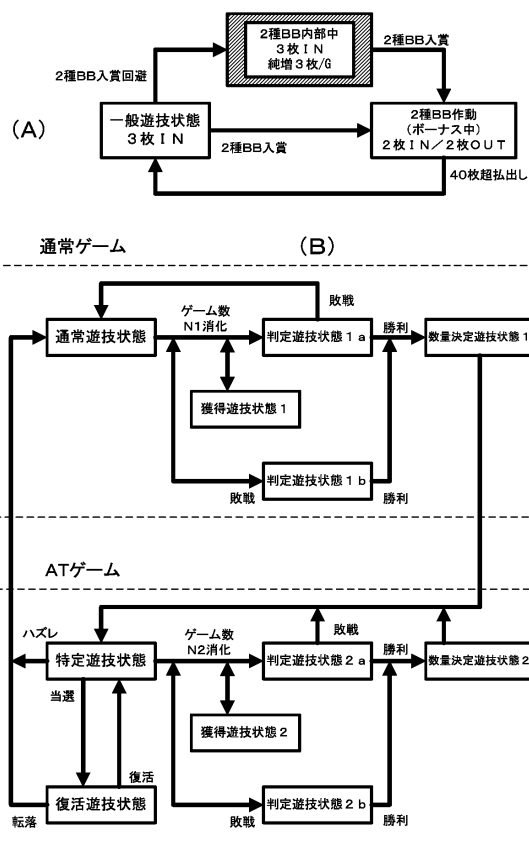 (A)
2種BB内部中
3枚IN
純増3枚/G
2種BB入賞
2種BB入賞回避
一般遊技状態
3枚IN
2種BB入賞
2種BB作動
(ボーナス中)
2枚IN/2枚OUT
40枚超払出し
(B)
通常ゲーム
敗戦
ゲーム数
N1消化
通常遊技状態
判定遊技状態1a
勝利
数量決定遊技状態1
獲得遊技状態1
判定遊技状態1b
敗戦
勝利
ATゲーム
ハズレ
ゲーム数
N2消化
敗戦
特定遊技状態
判定遊技状態2a
勝利
数量決定遊技状態2
当選
獲得遊技状態2
復活
復活遊技状態
判定遊技状態2b
転落
敗戦
勝利